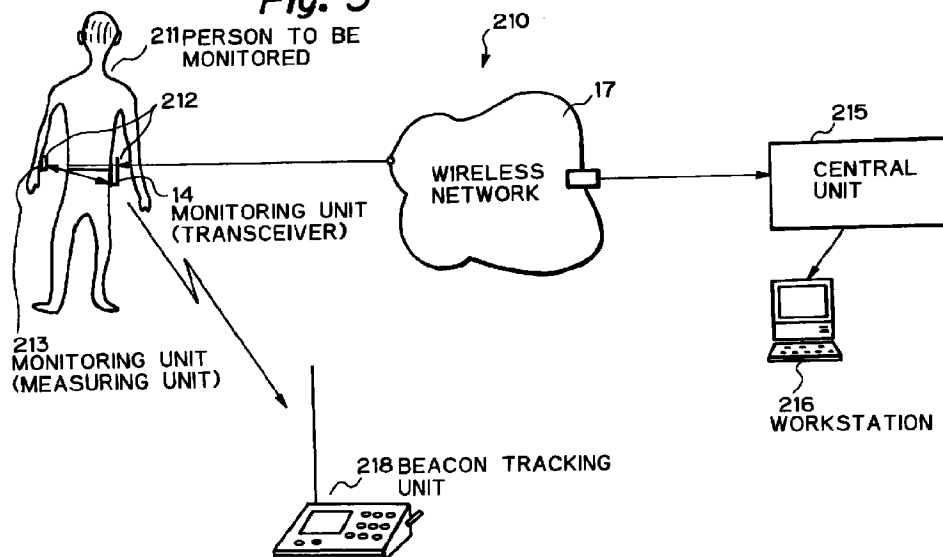 Fig. 3
210
211 PERSON TO BE
MONITORED
212
17
215
WIRELESS
NETWORK
CENTRAL
UNIT
14
MONITORING UNIT
(TRANSCEIVER)
213
MONITORING UNIT
(MEASURING UNIT)
216
WORKSTATION
218 BEACON TRACKING
UNIT